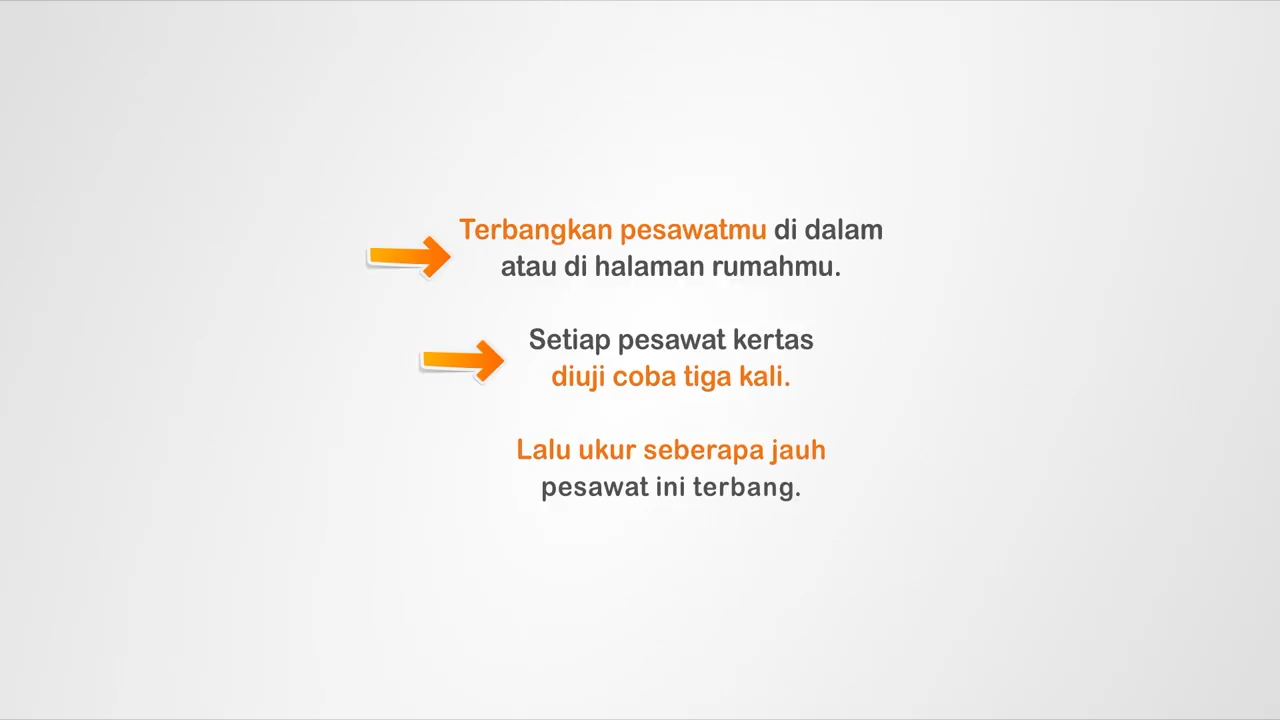 Terbangkan pesawatmu di dalam
atau di halaman rumahmu.
Setiap pesawat kertas
diuji coba tiga kali.
Lalu ukur seberapa jauh
pesawat ini terbang.